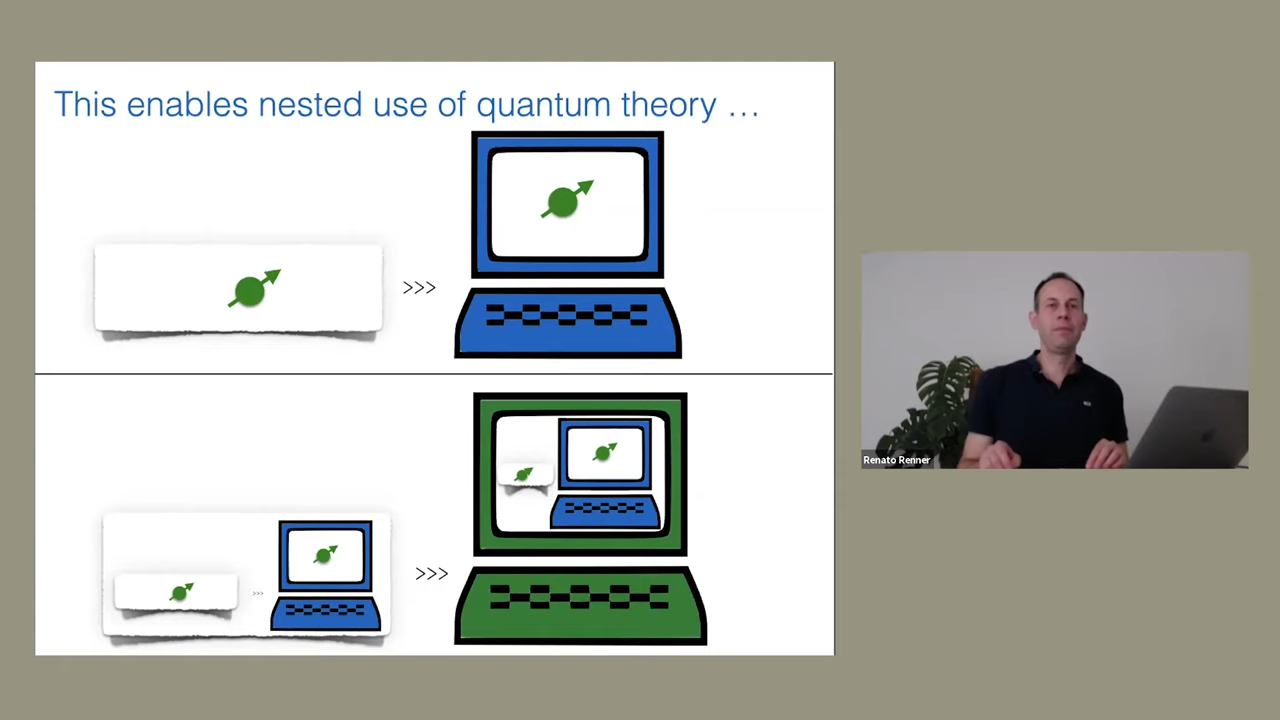 This enables nested use of quantum theory …
>>>
>>>
>>>
Renato Renner